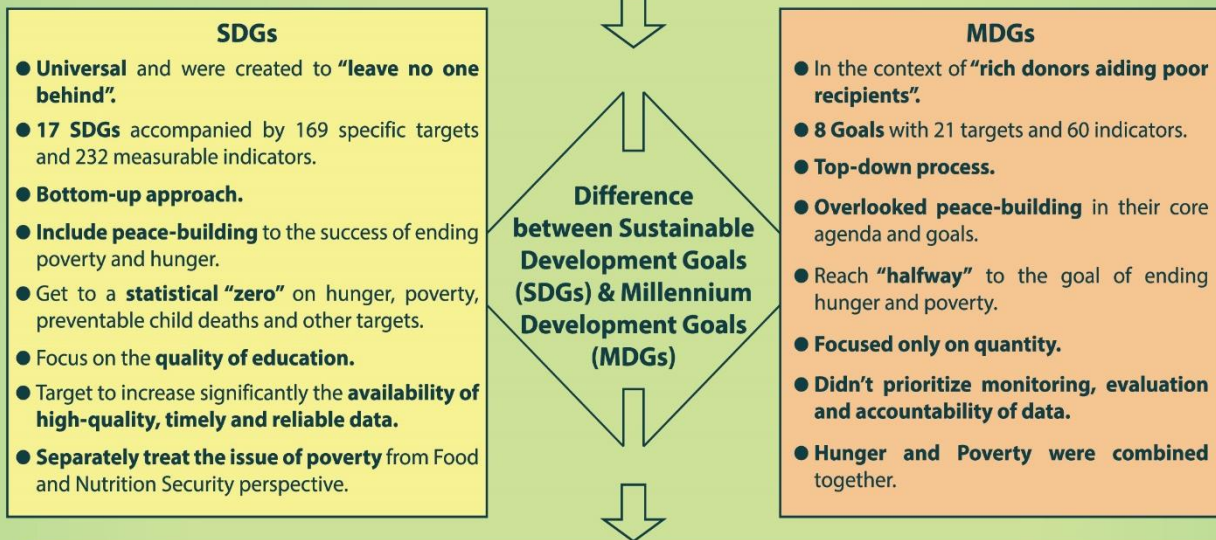 SDGs
● Universal and were created to “leave no one
behind”.
● 17 SDGs accompanied by 169 specific targets
and 232 measurable indicators.
● Bottom-up approach.
● Include peace-building to the success of ending
poverty and hunger.
● Get to a statistical “zero” on hunger, poverty,
preventable child deaths and other targets.
● Focus on the quality of education.
● Target to increase significantly the availability of
high-quality, timely and reliable data.
● Separately treat the issue of poverty from Food
and Nutrition Security perspective.
Difference
between Sustainable
Development Goals
(SDGs) & Millennium
Development Goals
(MDGs)
MDGs
● In the context of “rich donors aiding poor
recipients”.
● 8 Goals with 21 targets and 60 indicators.
● Top-down process.
● Overlooked peace-building in their core
agenda and goals.
● Reach “halfway” to the goal of ending
hunger and poverty.
● Focused only on quantity.
● Didn’t prioritize monitoring, evaluation
and accountability of data.
● Hunger and Poverty were combined
together.